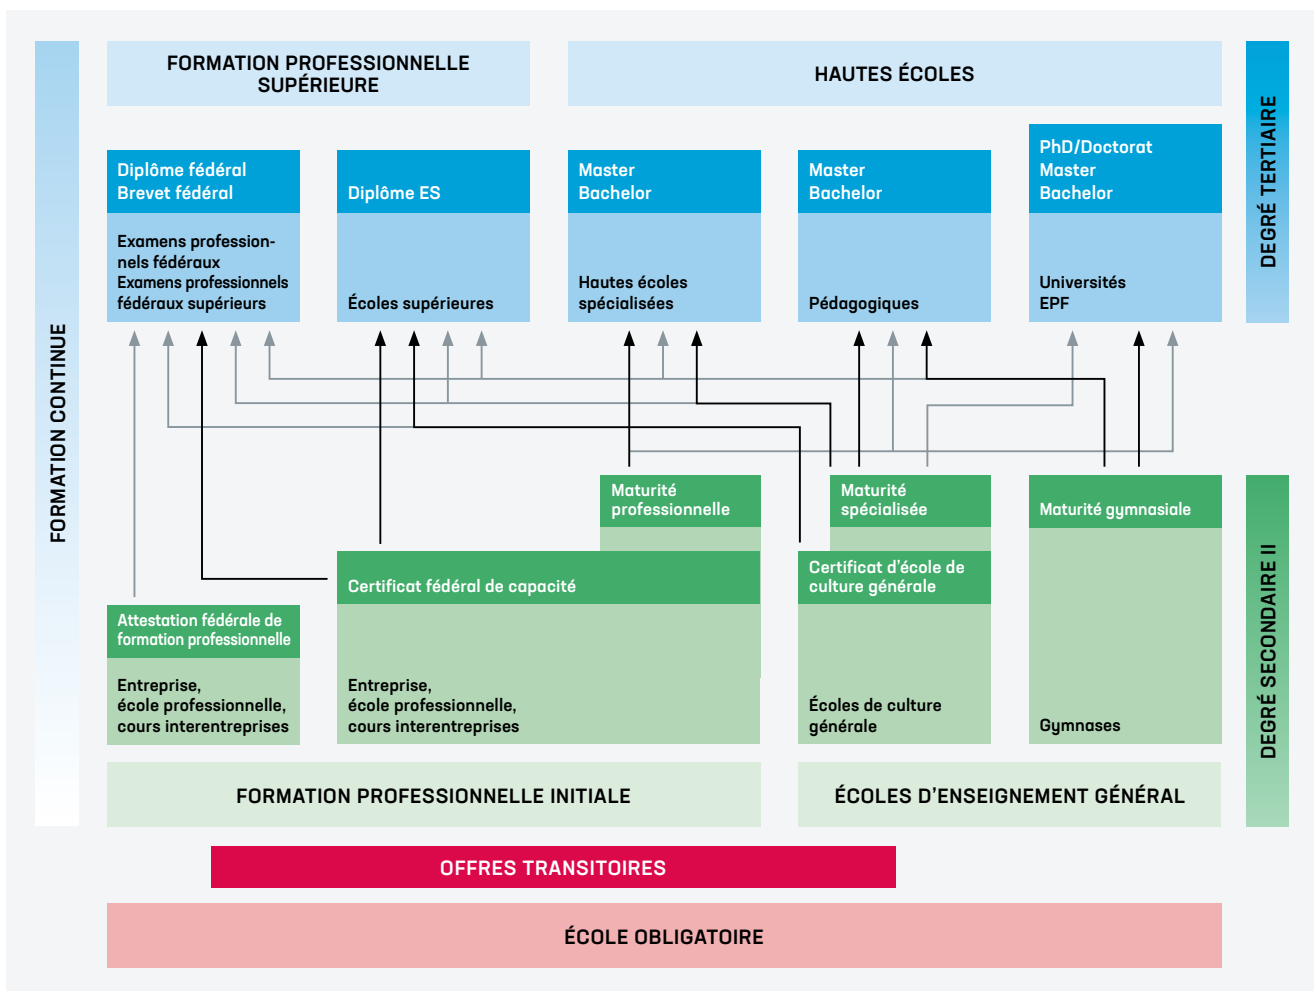 FORMATION CONTINUE
FORMATION PROFESSIONNELLE
SUPÉRIEURE
HAUTES ÉCOLES
DEGRÉ TERTIAIRE
Diplôme fédéral
Brevet fédéral
Examens profession-
nels fédéraux
Examens professionnels
fédéraux supérieurs
Diplôme ES
Écoles supérieures
Master
Bachelor
Hautes écoles
spécialisées
Master
Bachelor
Pédagogiques
PhD/Doctorat
Master
Bachelor
Universités
EPF
Maturité
professionnelle
Maturité
spécialisée
Maturité gymnasiale
Certificat fédéral de capacité
Certificat d’école de
culture générale
Attestation fédérale de
formation professionnelle
Entreprise,
école professionnelle,
cours interentreprises
Entreprise,
école professionnelle,
cours interentreprises
Écoles de culture
générale
Gymnases
DEGRÉ SECONDAIRE II
FORMATION PROFESSIONNELLE INITIALE
ÉCOLES D’ENSEIGNEMENT GÉNÉRAL
OFFRES TRANSITOIRES
ÉCOLE OBLIGATOIRE